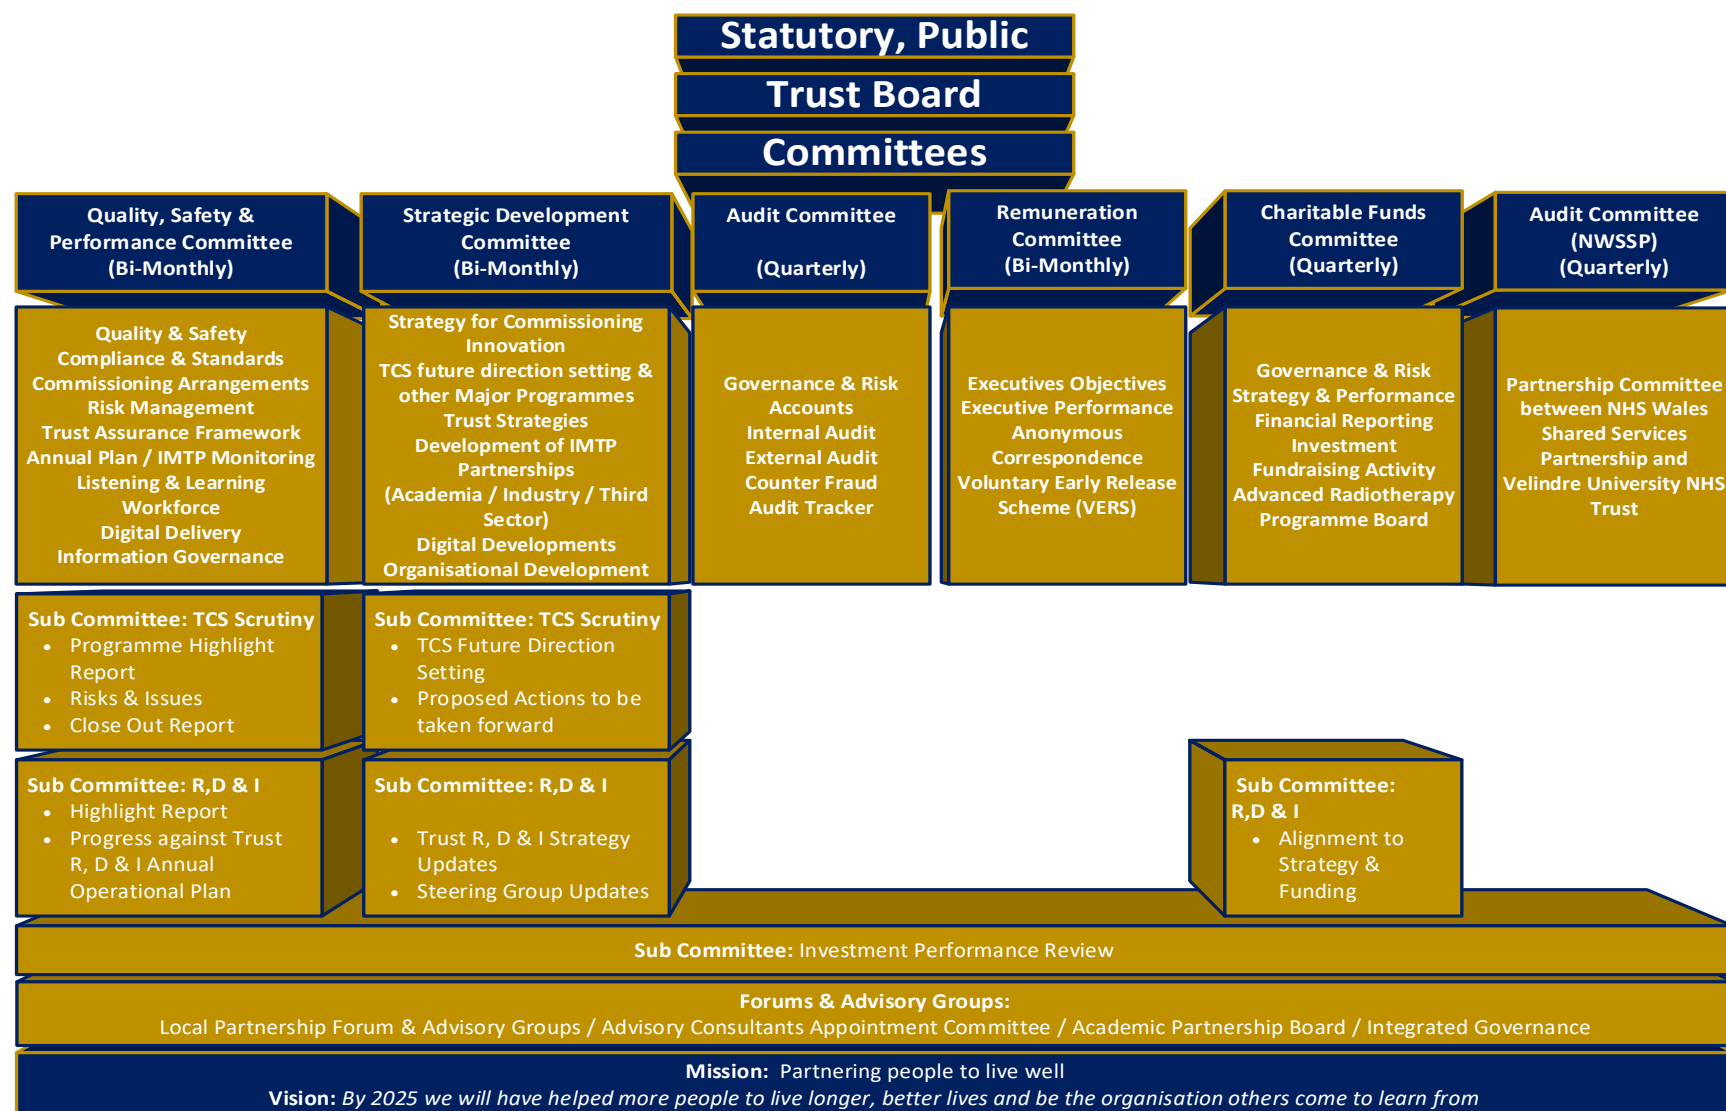 Statutory, Public
Trust Board
Committees
Quality, Safety &
Performance Committee
(Bi-Monthly)
Strategic Development
Committee
(Bi-Monthly)
Audit Committee
(Quarterly)
Remuneration
Committee
(Bi-Monthly)
Charitable Funds
Committee
(Quarterly)
Audit Committee
(NWSSP)
(Quarterly)
Quality & Safety
Compliance & Standards
Commissioning Arrangements
Risk Management
Trust Assurance Framework
Annual Plan / IMTP Monitoring
Listening & Learning
Workforce
Digital Delivery
Information Governance
Strategy for Commissioning
Innovation
TCS future direction setting &
other Major Programmes
Trust Strategies
Development of IMTP
Partnerships
(Academia / Industry / Third
Sector)
Digital Developments
Organisational Development
Governance & Risk
Accounts
Internal Audit
External Audit
Counter Fraud
Audit Tracker
Executives Objectives
Executive Performance
Anonymous
Correspondence
Voluntary Early Release
Scheme (VERS)
Governance & Risk
Strategy & Performance
Financial Reporting
Investment
Fundraising Activity
Advanced Radiotherapy
Programme Board
Partnership Committee
between NHS Wales
Shared Services
Partnership and
Velindre University NHS
Trust
Sub Committee: TCS Scrutiny
• Programme Highlight
Report
• Risks & Issues
• Close Out Report
Sub Committee: TCS Scrutiny
• TCS Future Direction
Setting
• Proposed Actions to be
taken forward
Sub Committee: R,D & I
• Highlight Report
• Progress against Trust
R, D & I Annual
Operational Plan
Sub Committee: R,D & I
• Trust R, D & I Strategy
Updates
• Steering Group Updates
Sub Committee:
R,D & I
• Alignment to
Strategy &
Funding
Sub Committee: Investment Performance Review
Forums & Advisory Groups:
Local Partnership Forum & Advisory Groups / Advisory Consultants Appointment Committee / Academic Partnership Board / Integrated Governance
Mission: Partnering people to live well
Vision: By 2025 we will have helped more people to live longer, better lives and be the organisation others come to learn from